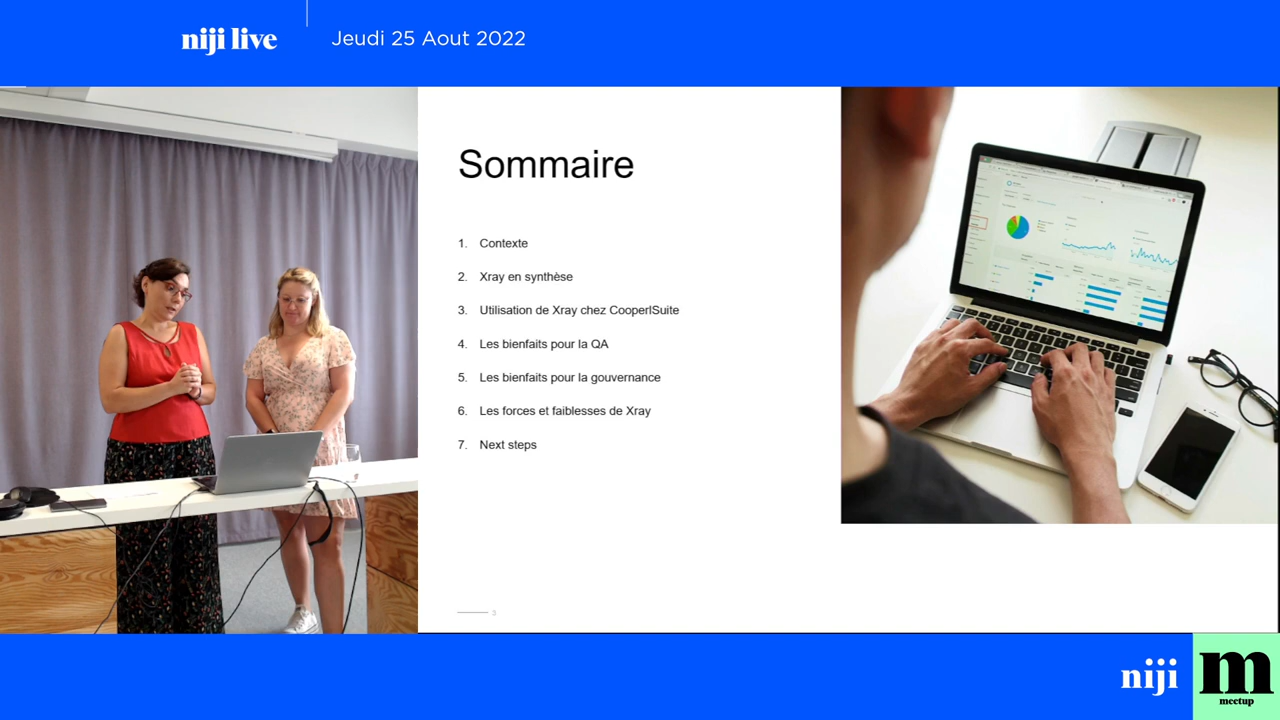 niji live
Jeudi 25 Aout 2022
Sommaire
1. Contexte
2. Xray en synthèse
3. Utilisation de Xray chez CooperlSuite
4. Les bienfaits pour la QA
5. Les bienfaits pour la gouvernance
6. Les forces et faiblesses de Xray
7. Next steps
3
niji
m
meetup